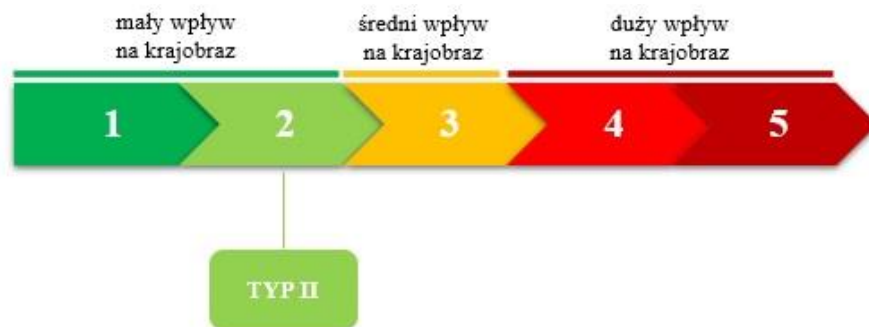 mały wpływ
na krajobraz
średni wpływ
na krajobraz
duży wpływ
na krajobraz
1
2
3
4
5
TYP II